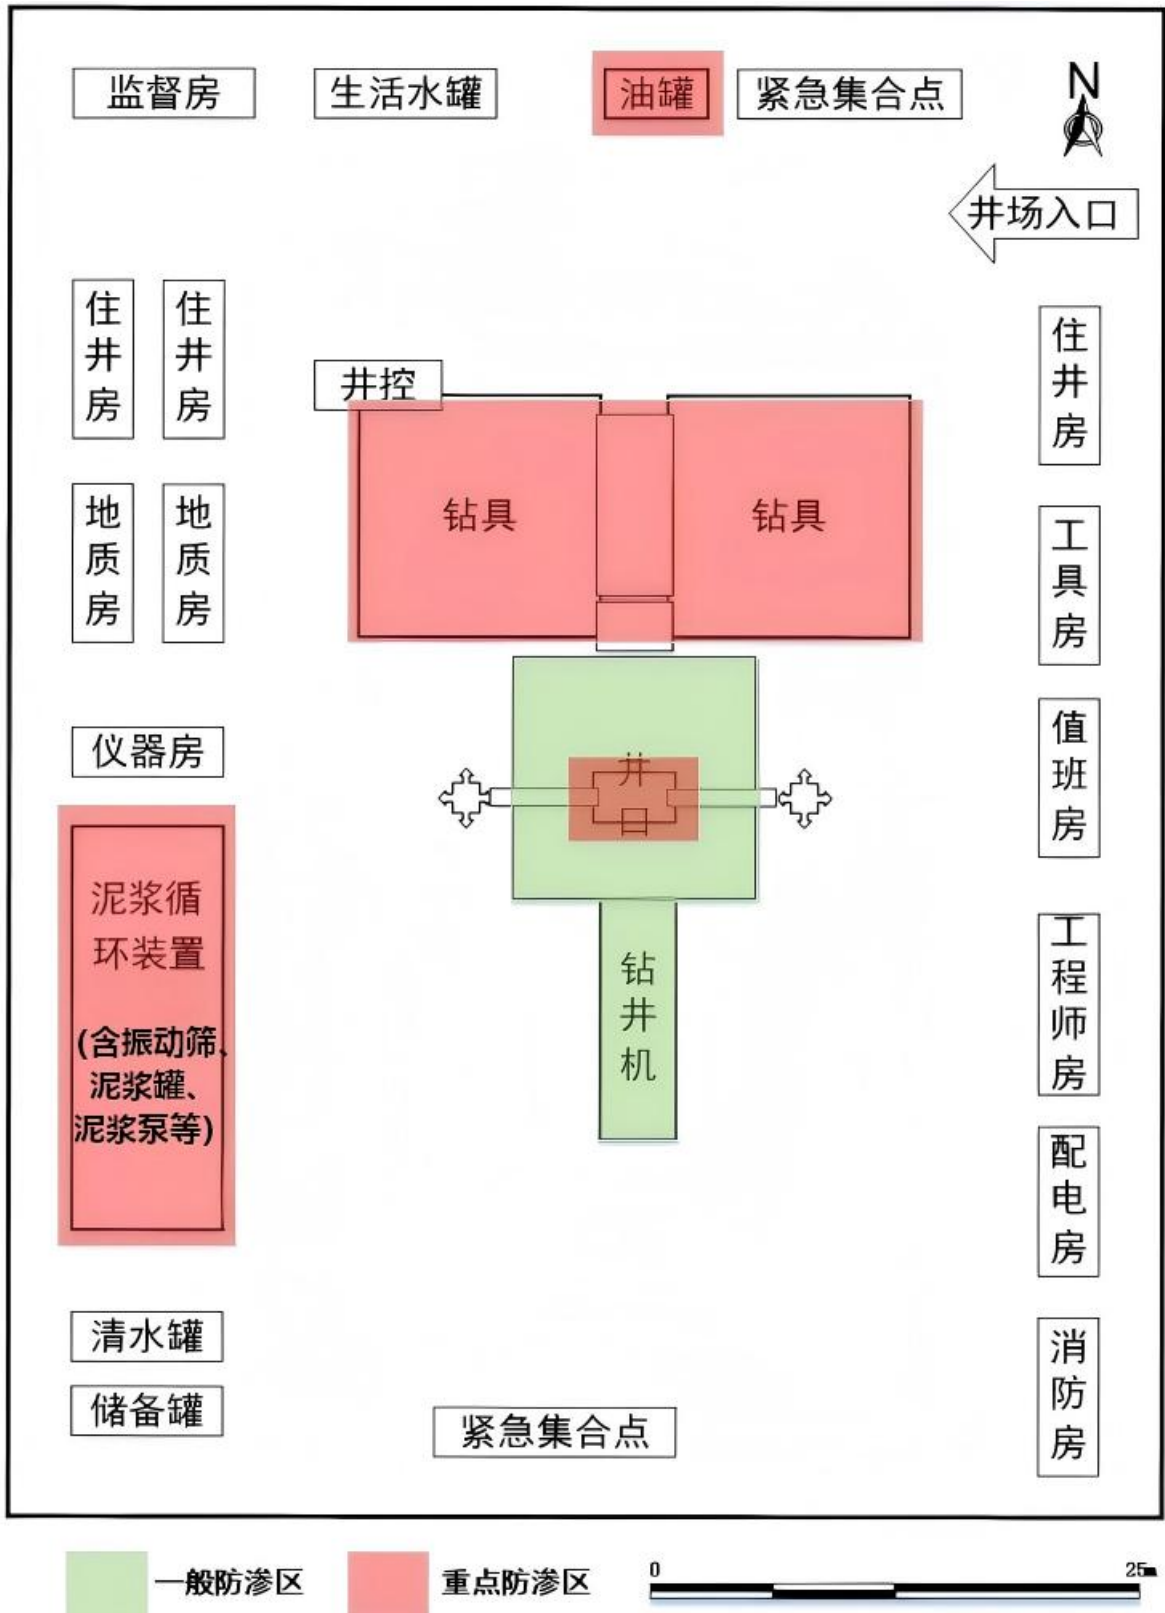 监督房
生活水罐
油罐
紧急集合点
N
井场入口
住井房
住井房
住井房
井控
钻具
钻具
地质房
地质房
工具房
仪器房
井口
值班房
泥浆循
环装置
(含振动筛、
泥浆罐、
泥浆泵等)
钻井机
工程师房
配电房
清水罐
储备罐
消防房
紧急集合点
一般防渗区
重点防渗区
0
25m